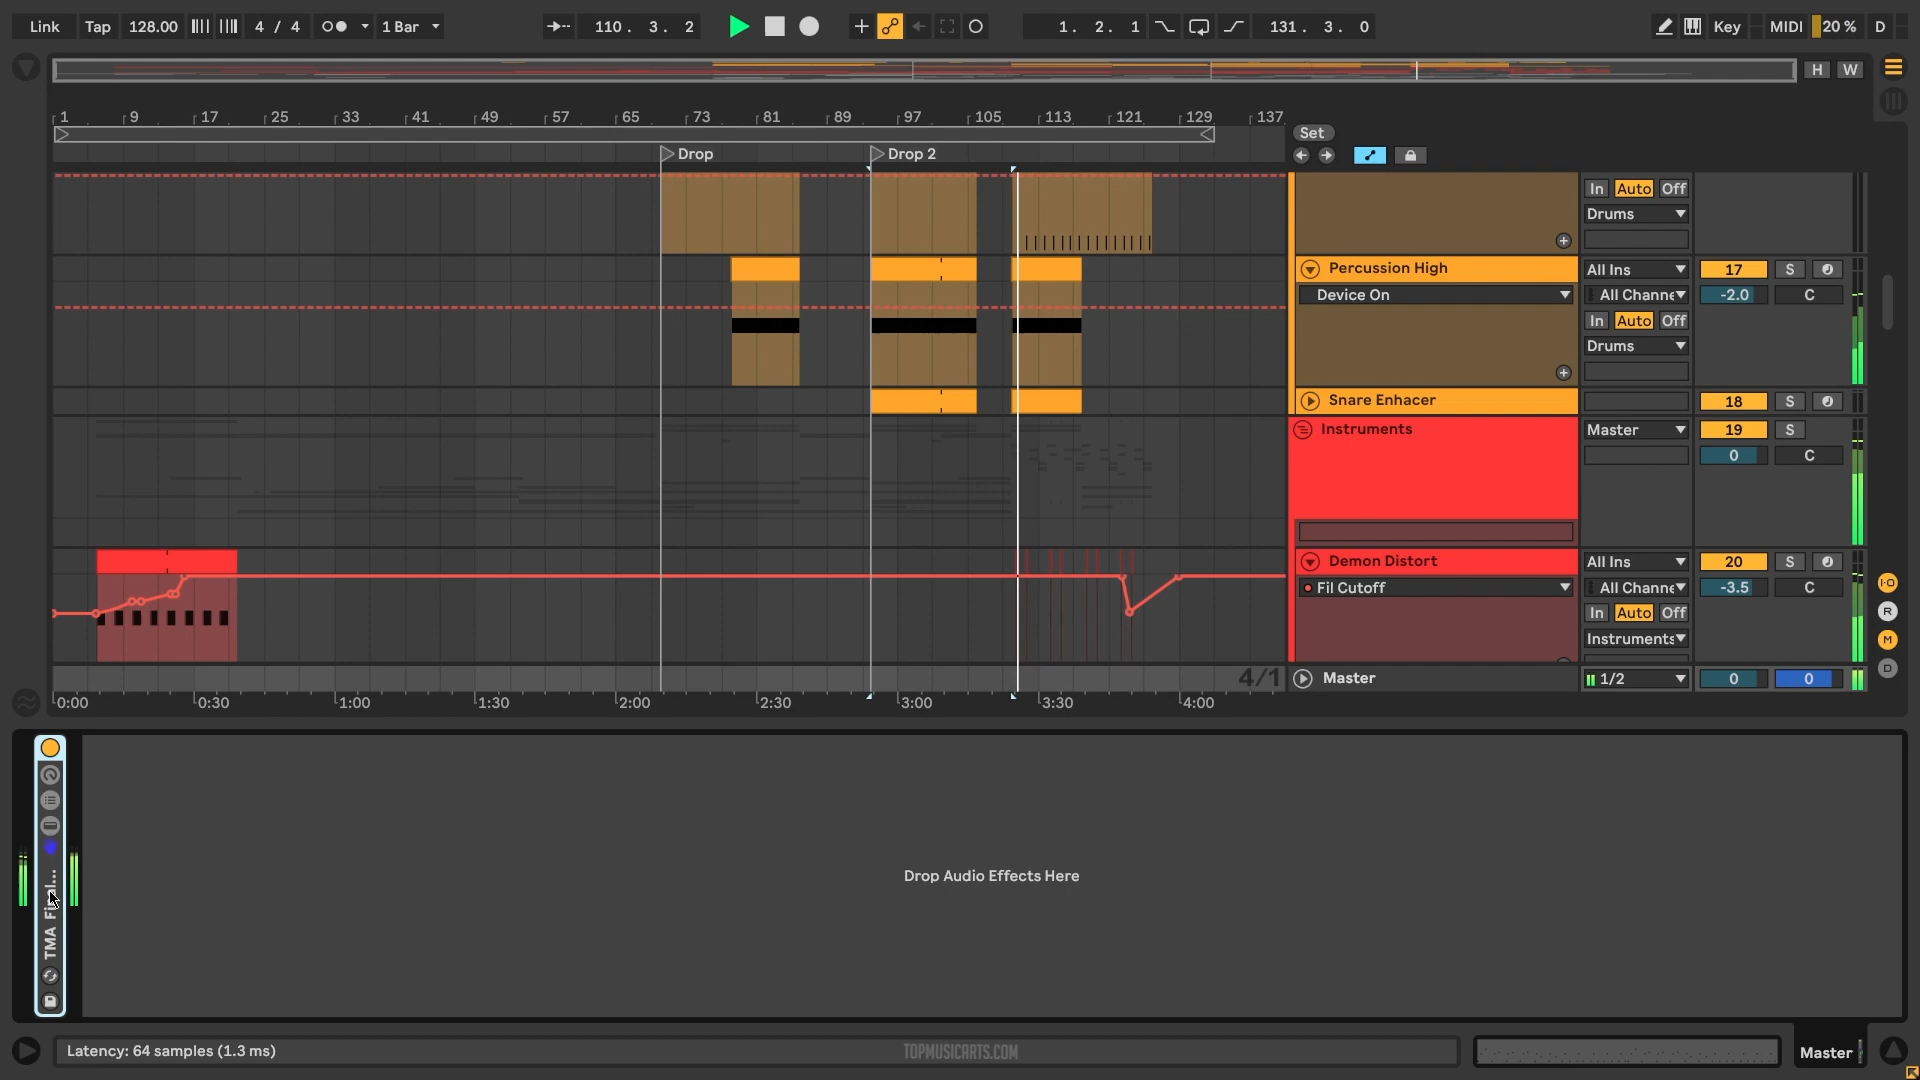 Link Tap 128.00 4 / 4 1 Bar 110. 3. 2 1. 2. 1 131. 3. 0 Key MIDI 20 % D
H W
1 9 17 25 33 41 49 57 65 73 81 89 97 105 113 121 129 137
Set
Drop Drop 2
In Auto Off
Drums
Percussion High All Ins 17 S
Device On All Channe -2.0 C
In Auto Off
Drums
Snare Enhacer 18 S
Instruments Master 19 S
0 C
Demon Distort All Ins 20 S
Fil Cutoff All Channe -3.5 C
In Auto Off
Instruments
I·O
R
M
D
4/1 Master 1/2 0 0
0:00 0:30 1:00 1:30 2:00 2:30 3:00 3:30 4:00
Drop Audio Effects Here
TMA
Latency: 64 samples (1.3 ms) TOPMUSICARTS.COM Master